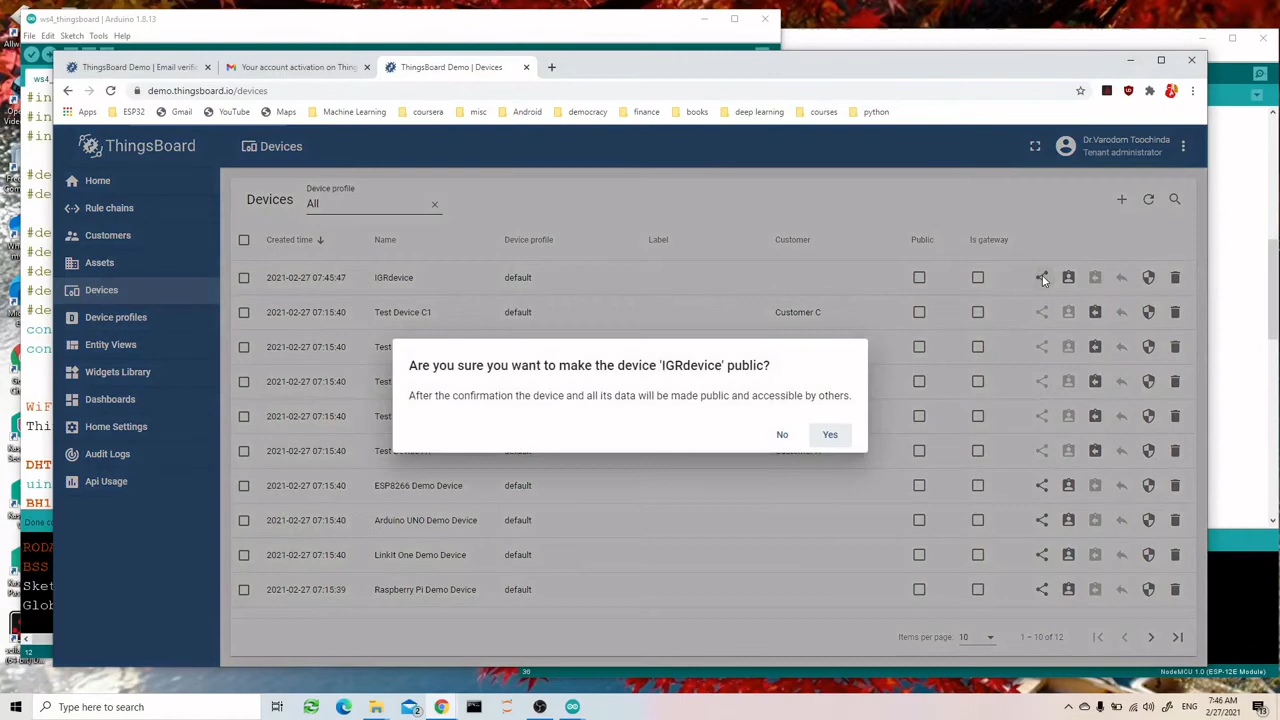 ws4_thingsboard | Arduino 1.8.13
File Edit Sketch Tools Help
ThingsBoard Demo | Email verifi
Your account activation on Thing
ThingsBoard Demo | Devices
demo.thingsboard.io/devices
Apps ESP32 Gmail YouTube Maps Machine Learning coursera misc Android democracy finance books deep learning courses python
ThingsBoard
Devices
Dr.Varodom Toochinda
Tenant administrator
Home
Rule chains
Customers
Assets
Devices
Device profiles
Entity Views
Widgets Library
Dashboards
Home Settings
Audit Logs
Api Usage
Devices
Device profile
All
Created time Name Device profile Label Customer Public Is gateway
2021-02-27 07:45:47 IGRdevice default
2021-02-27 07:15:40 Test Device C1 default Customer C
2021-02-27 07:15:40 Test
2021-02-27 07:15:40 Test
2021-02-27 07:15:40 Test
2021-02-27 07:15:40
Are you sure you want to make the device 'IGRdevice' public?
After the confirmation the device and all its data will be made public and accessible by others.
No Yes
2021-02-27 07:15:40 ESP8266 Demo Device default
2021-02-27 07:15:40 Arduino UNO Demo Device default
2021-02-27 07:15:40 LinkIt One Demo Device default
2021-02-27 07:15:39 Raspberry Pi Demo Device default
Items per page: 10 1 – 10 of 12
ws4_
#in
#in
#in
#de
#de
#de
#de
#de
#de
con
con
WiF
Thi
DHT
uin
BH1
Done c
RODA
BSS
Sket
Glob
12
36
NodeMCU 1.0 (ESP-12E Module)
Type here to search
2
7:46 AM
2/27/2021
13